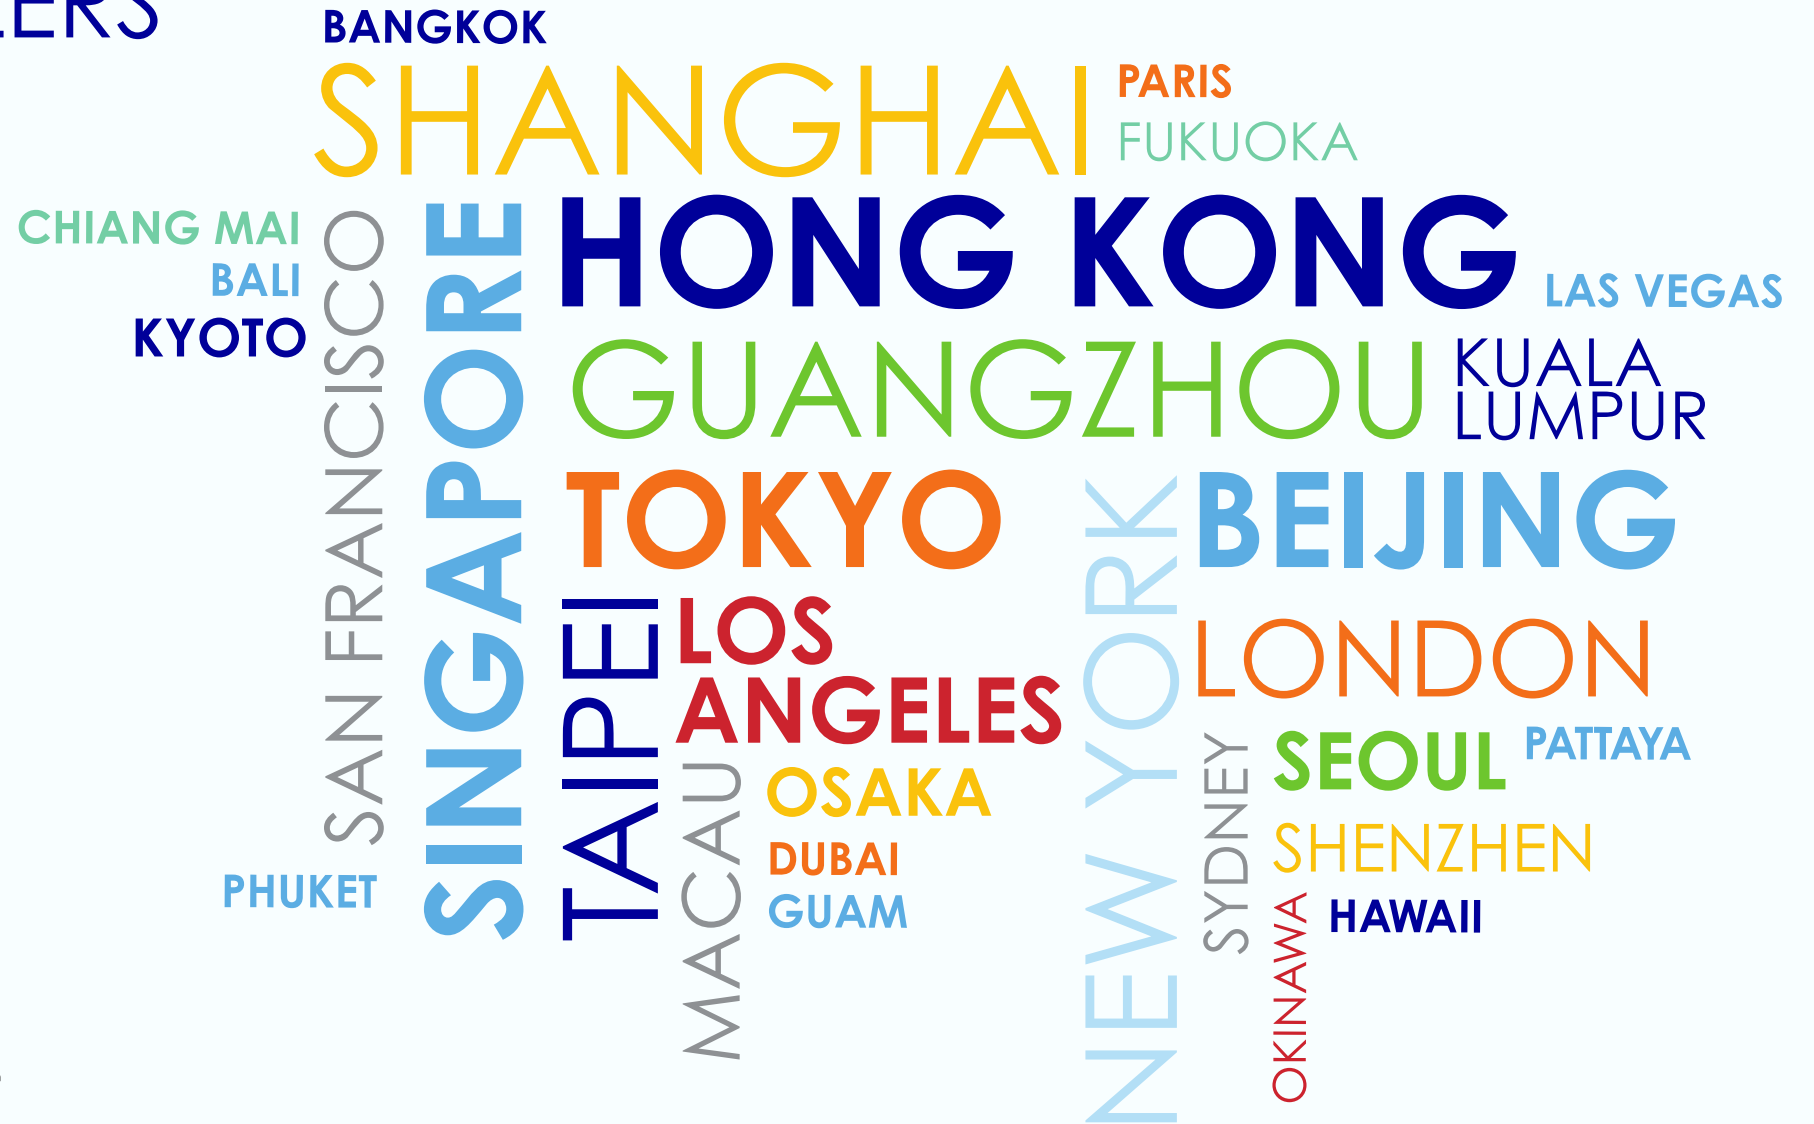 BANGKOK
SHANGHAI
PARIS
FUKUOKA
CHIANG MAI
BALI
KYOTO
SAN FRANCISCO
SINGAPORE
HONG KONG
LAS VEGAS
GUANGZHOU
KUALA
LUMPUR
TOKYO
NEW YORK
BEIJING
TAIPEI
LOS
ANGELES
LONDON
MACAU
OSAKA
DUBAI
GUAM
SYDNEY
SEOUL
PATTAYA
SHENZHEN
PHUKET
OKINAWA
HAWAII